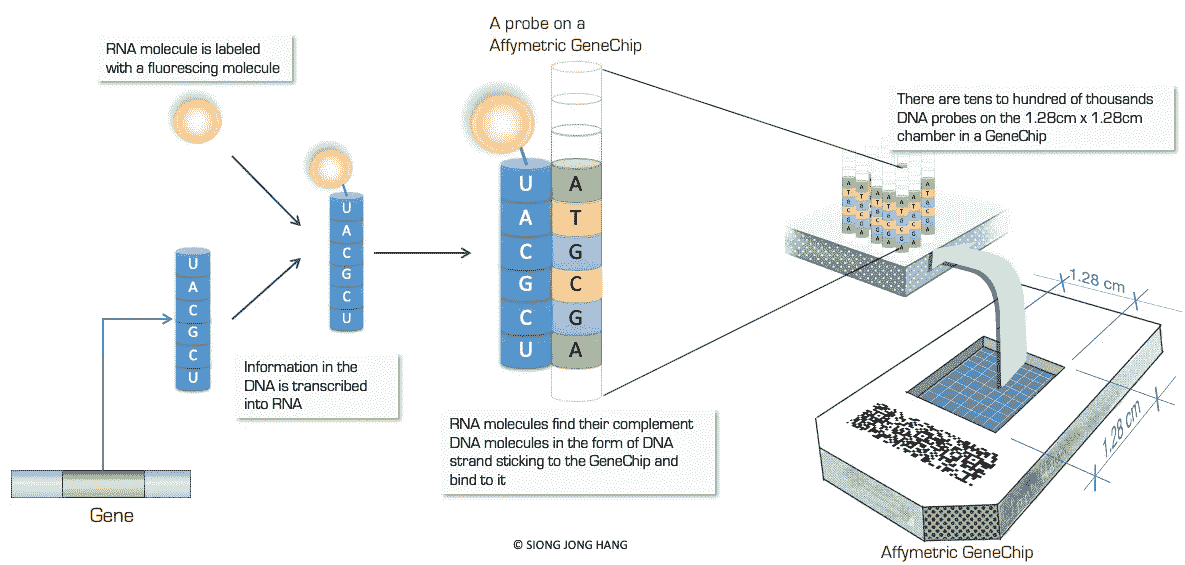 A probe on a
Affymetric GeneChip
RNA molecule is labeled
with a fluorescing molecule
There are tens to hundred of thousands
DNA probes on the 1.28cm x 1.28cm
chamber in a GeneChip
U
A
C
G
C
U
U
A
C
G
C
U
U A
A T
C G
G C
C G
U A
Information in the
DNA is transcribed
into RNA
RNA molecules find their complement
DNA molecules in the form of DNA
strand sticking to the GeneChip and
bind to it
Gene
1.28 cm
1.28 cm
Affymetric GeneChip
© SIONG JONG HANG